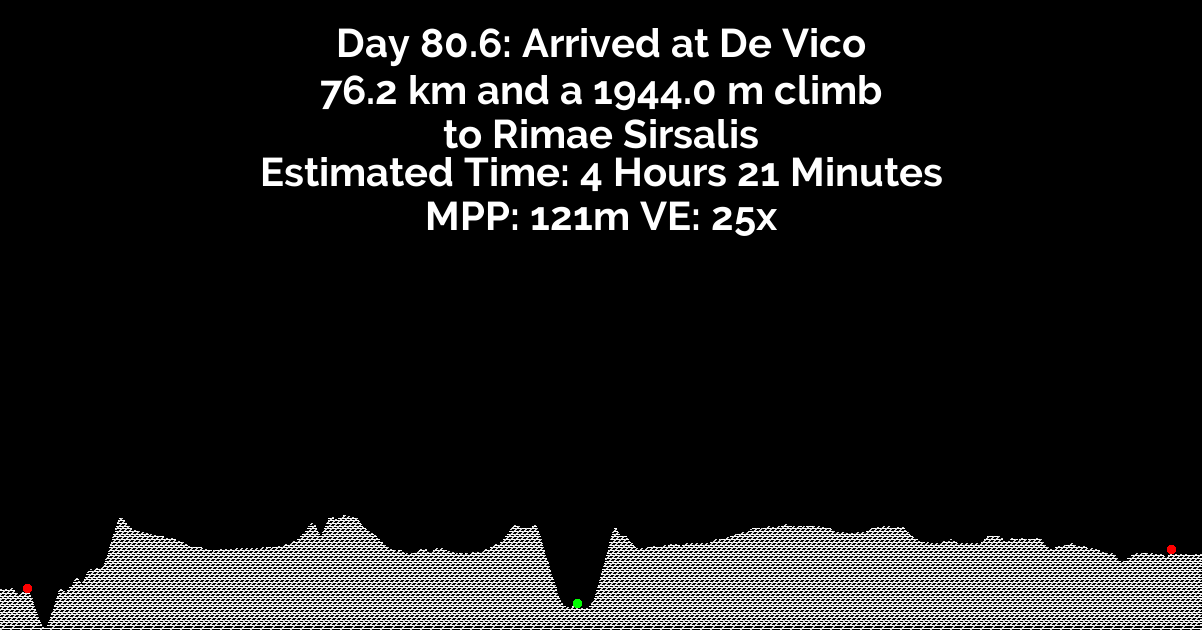 Day 80.6: Arrived at De Vico
76.2 km and a 1944.0 m climb
to Rimae Sirsalis
Estimated Time: 4 Hours 21 Minutes
MPP: 121m VE: 25x